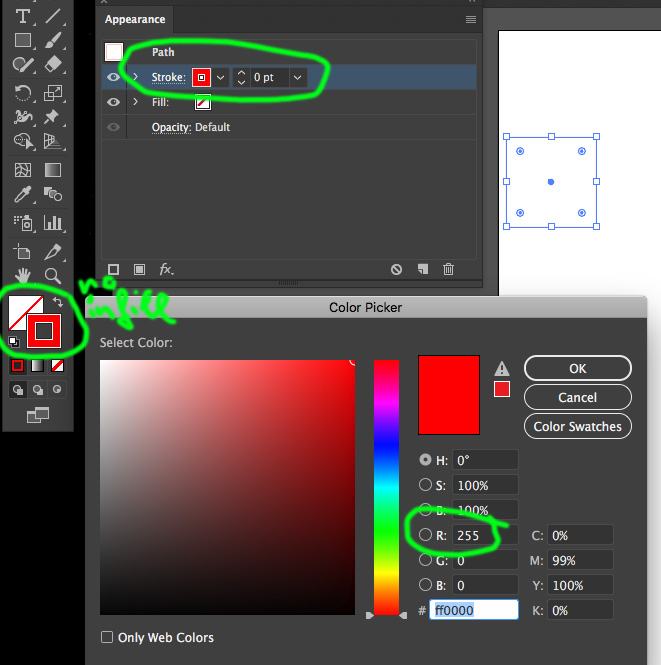 Appearance
Path
Stroke: 0 pt
Fill:
Opacity: Default
fx.
no
infill
Color Picker
Select Color:
OK
Cancel
Color Swatches
H: 0°
S: 100%
B: 100%
R: 255 C: 0%
G: 0 M: 99%
B: 0 Y: 100%
# ff0000 K: 0%
Only Web Colors